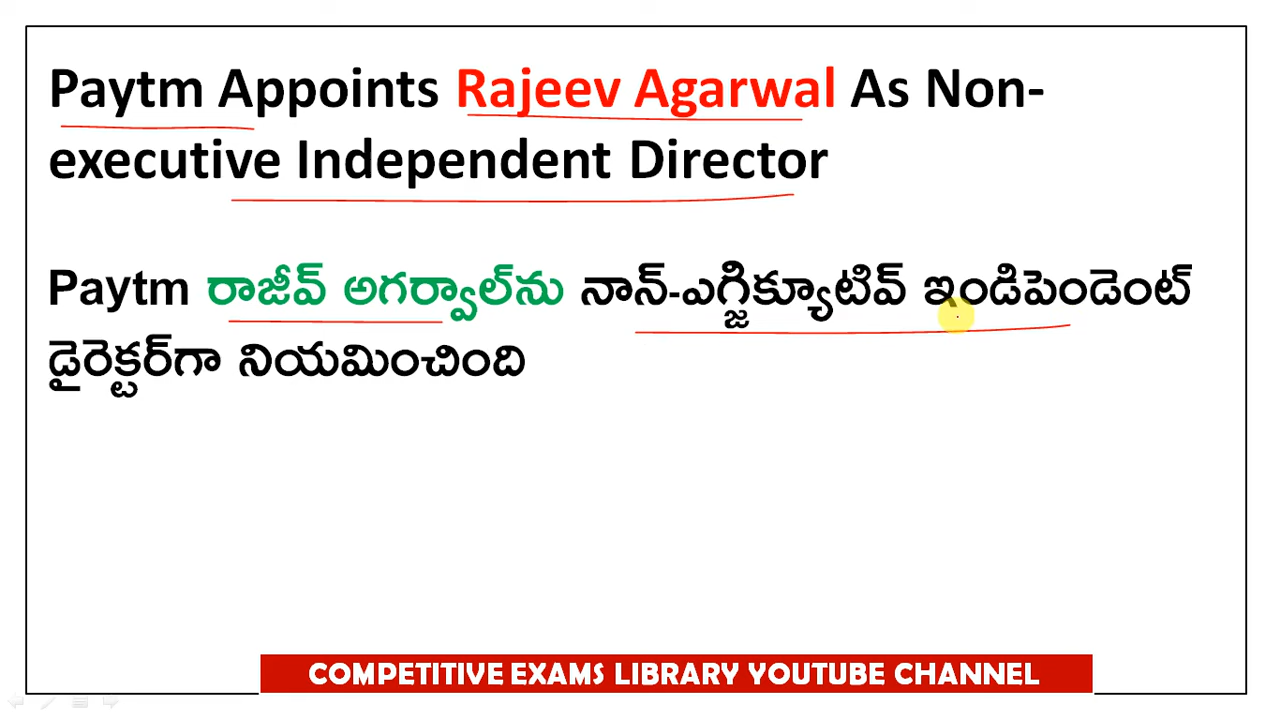 Paytm Appoints Rajeev Agarwal As Non-
executive Independent Director
Paytm రాజీవ్ అగర్వాల్‌ను నాన్-ఎగ్జిక్యూటివ్ ఇండిపెండెంట్
డైరెక్టర్‌గా నియమించింది
COMPETITIVE EXAMS LIBRARY YOUTUBE CHANNEL